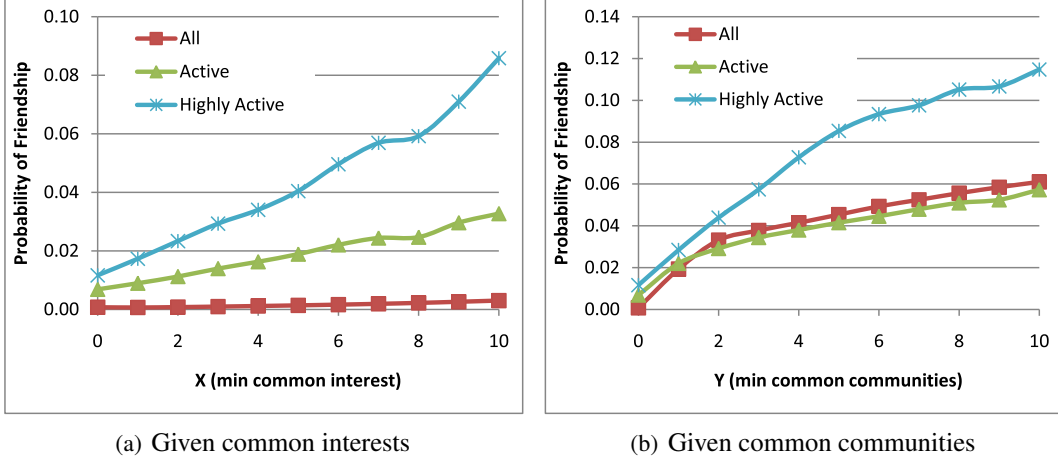 0.10
0.08
0.06
0.04
0.02
0.00
Probability of Friendship
All
Active
Highly Active
0 2 4 6 8 10
X (min common interest)
(a) Given common interests
0.14
0.12
0.10
0.08
0.06
0.04
0.02
0.00
Probability of Friendship
All
Active
Highly Active
0 2 4 6 8 10
Y (min common communities)
(b) Given common communities